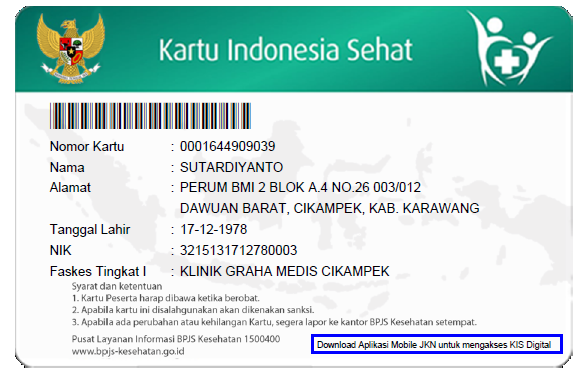 Kartu Indonesia Sehat
Nomor Kartu : 0001644909039
Nama : SUTARDIYANTO
Alamat : PERUM BMI 2 BLOK A.4 NO.26 003/012
DAWUAN BARAT, CIKAMPEK, KAB. KARAWANG
Tanggal Lahir : 17-12-1978
NIK : 3215131712780003
Faskes Tingkat I : KLINIK GRAHA MEDIS CIKAMPEK
Syarat dan ketentuan
1. Kartu Peserta harap dibawa ketika berobat.
2. Apabila kartu ini disalahgunakan akan dikenakan sanksi.
3. Apabila ada perubahan atau kehilangan Kartu, segera lapor ke kantor BPJS Kesehatan setempat.
Pusat Layanan Informasi BPJS Kesehatan 1500400
www.bpjs-kesehatan.go.id
Download Aplikasi Mobile JKN untuk mengakses KIS Digital